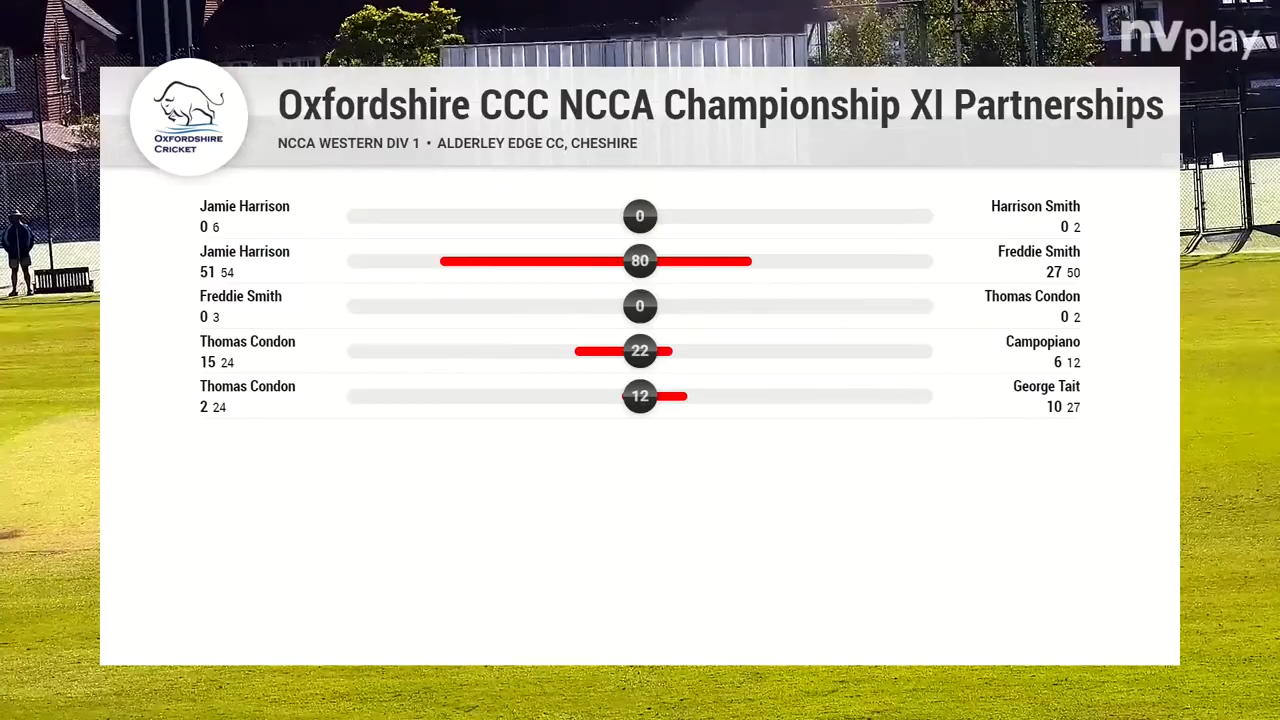 nvplay
Oxfordshire CCC NCCA Championship XI Partnerships
NCCA WESTERN DIV 1 • ALDERLEY EDGE CC, CHESHIRE
OXFORDSHIRE
CRICKET
Jamie Harrison
0 6
0
Harrison Smith
0 2
Jamie Harrison
51 54
80
Freddie Smith
27 50
Freddie Smith
0 3
0
Thomas Condon
0 2
Thomas Condon
15 24
22
Campopiano
6 12
Thomas Condon
2 24
12
George Tait
10 27